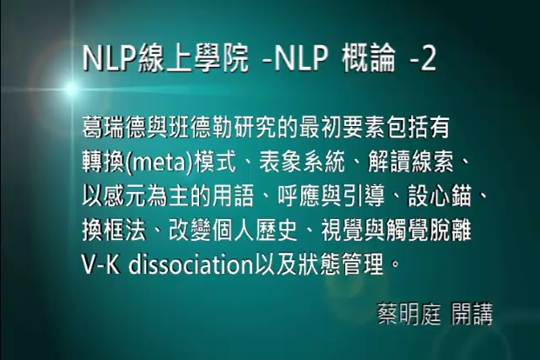 NLP線上學院 -NLP 概論 -2
葛瑞德與班德勒研究的最初要素包括有
轉換(meta)模式、表象系統、解讀線索、
以感元為主的用語、呼應與引導、設心錨、
換框法、改變個人歷史、視覺與觸覺脫離
V-K dissociation以及狀態管理。
蔡明庭 開講